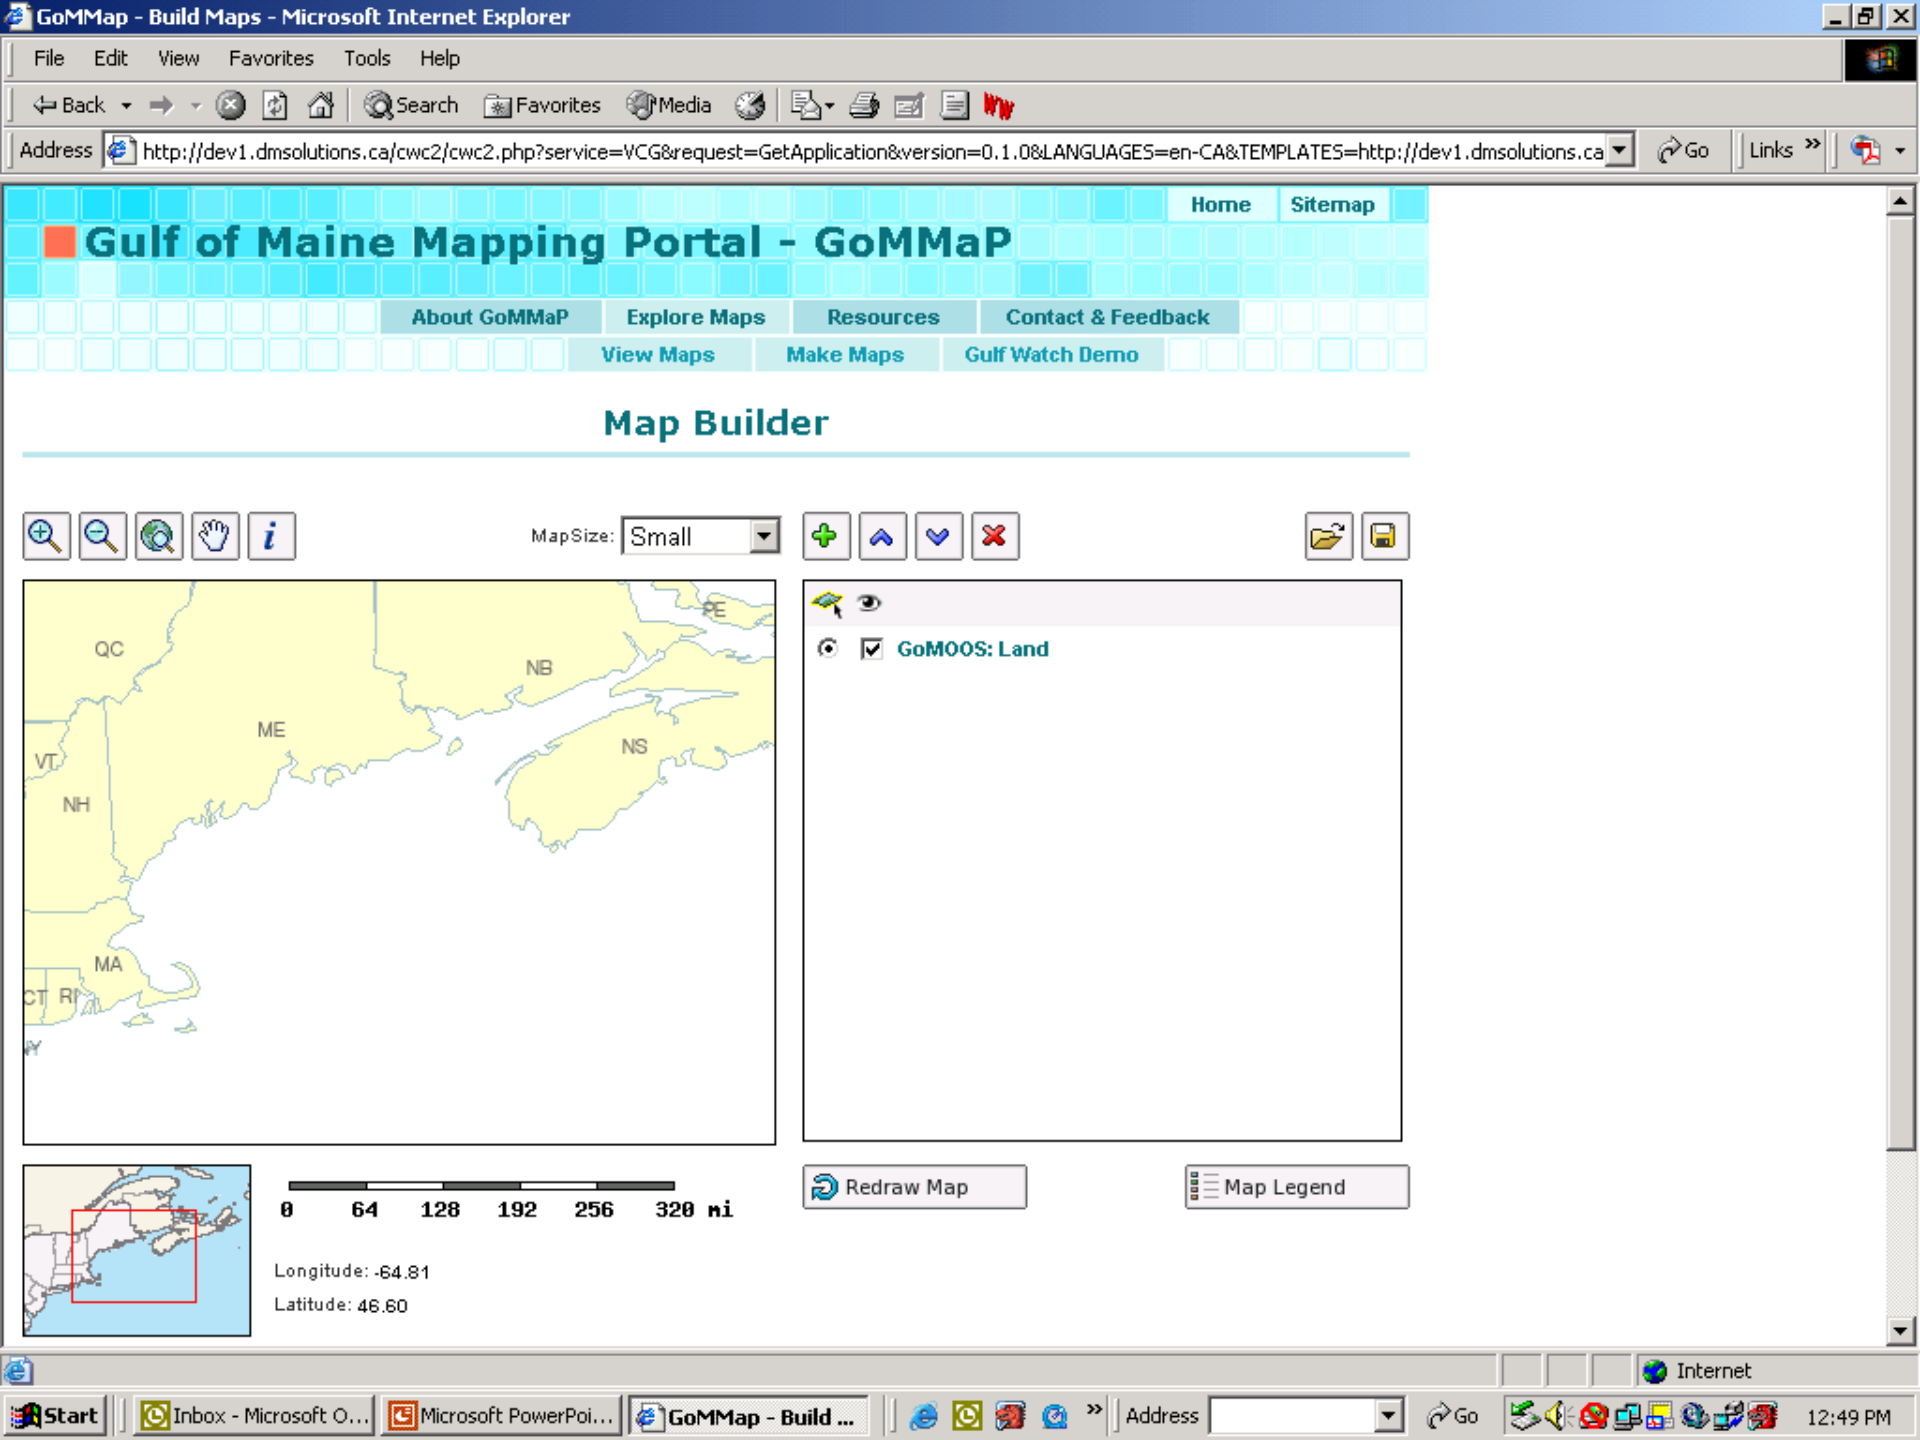 GoMMap - Build Maps - Microsoft Internet Explorer
File Edit View Favorites Tools Help
Back Search Favorites Media
Address http://dev1.dmsolutions.ca/cwc2/cwc2.php?service=VCG&request=GetApplication&version=0.1.0&LANGUAGES=en-CA&TEMPLATES=http://dev1.dmsolutions.ca Go Links »
Home Sitemap
Gulf of Maine Mapping Portal - GoMMaP
About GoMMaP Explore Maps Resources Contact & Feedback
View Maps Make Maps Gulf Watch Demo
Map Builder
MapSize: Small
GoMOOS: Land
PE
QC
NB
ME
NS
VT
NH
MA
CT RI
NY
0 64 128 192 256 320 mi
Redraw Map Map Legend
Longitude: -64.81
Latitude: 46.60
Internet
Start Inbox - Microsoft O... Microsoft PowerPoi... GoMMap - Build ... » Address Go 12:49 PM